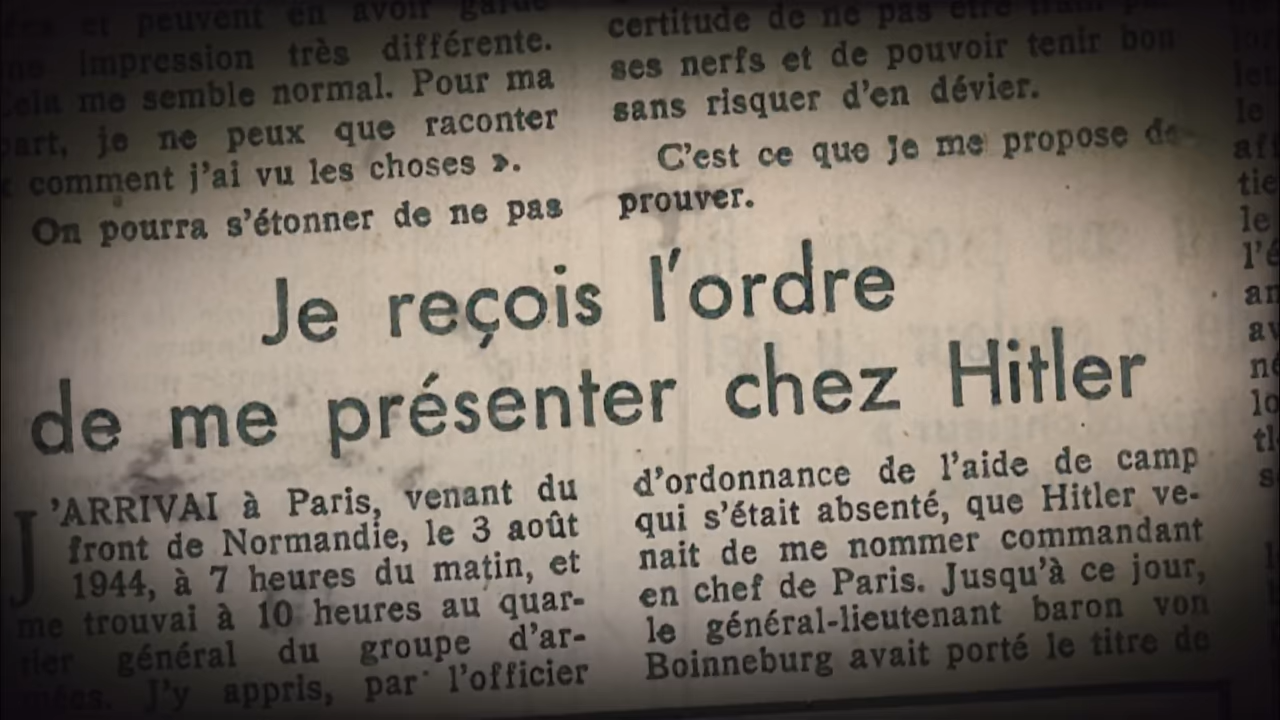 et peuvent en avoir gardé
impression très différente.
Cela me semble normal. Pour ma
part, je ne peux que raconter
« comment j'ai vu les choses ».
On pourra s'étonner de ne pas
certitude de ne pas être
ses nerfs et de pouvoir tenir bon
sans risquer d'en dévier.
C'est ce que je me propose de
prouver.
Je reçois l'ordre
de me présenter chez Hitler
J'ARRIVAI à Paris, venant du
front de Normandie, le 3 août
1944, à 7 heures du matin, et
me trouvai à 10 heures au quar-
tier général du groupe d'ar-
mées. J'y appris, par l'officier
d'ordonnance de l'aide de camp
qui s'était absenté, que Hitler ve-
nait de me nommer commandant
en chef de Paris. Jusqu'à ce jour,
le général-lieutenant baron von
Boinneburg avait porté le titre de
le
tie
le